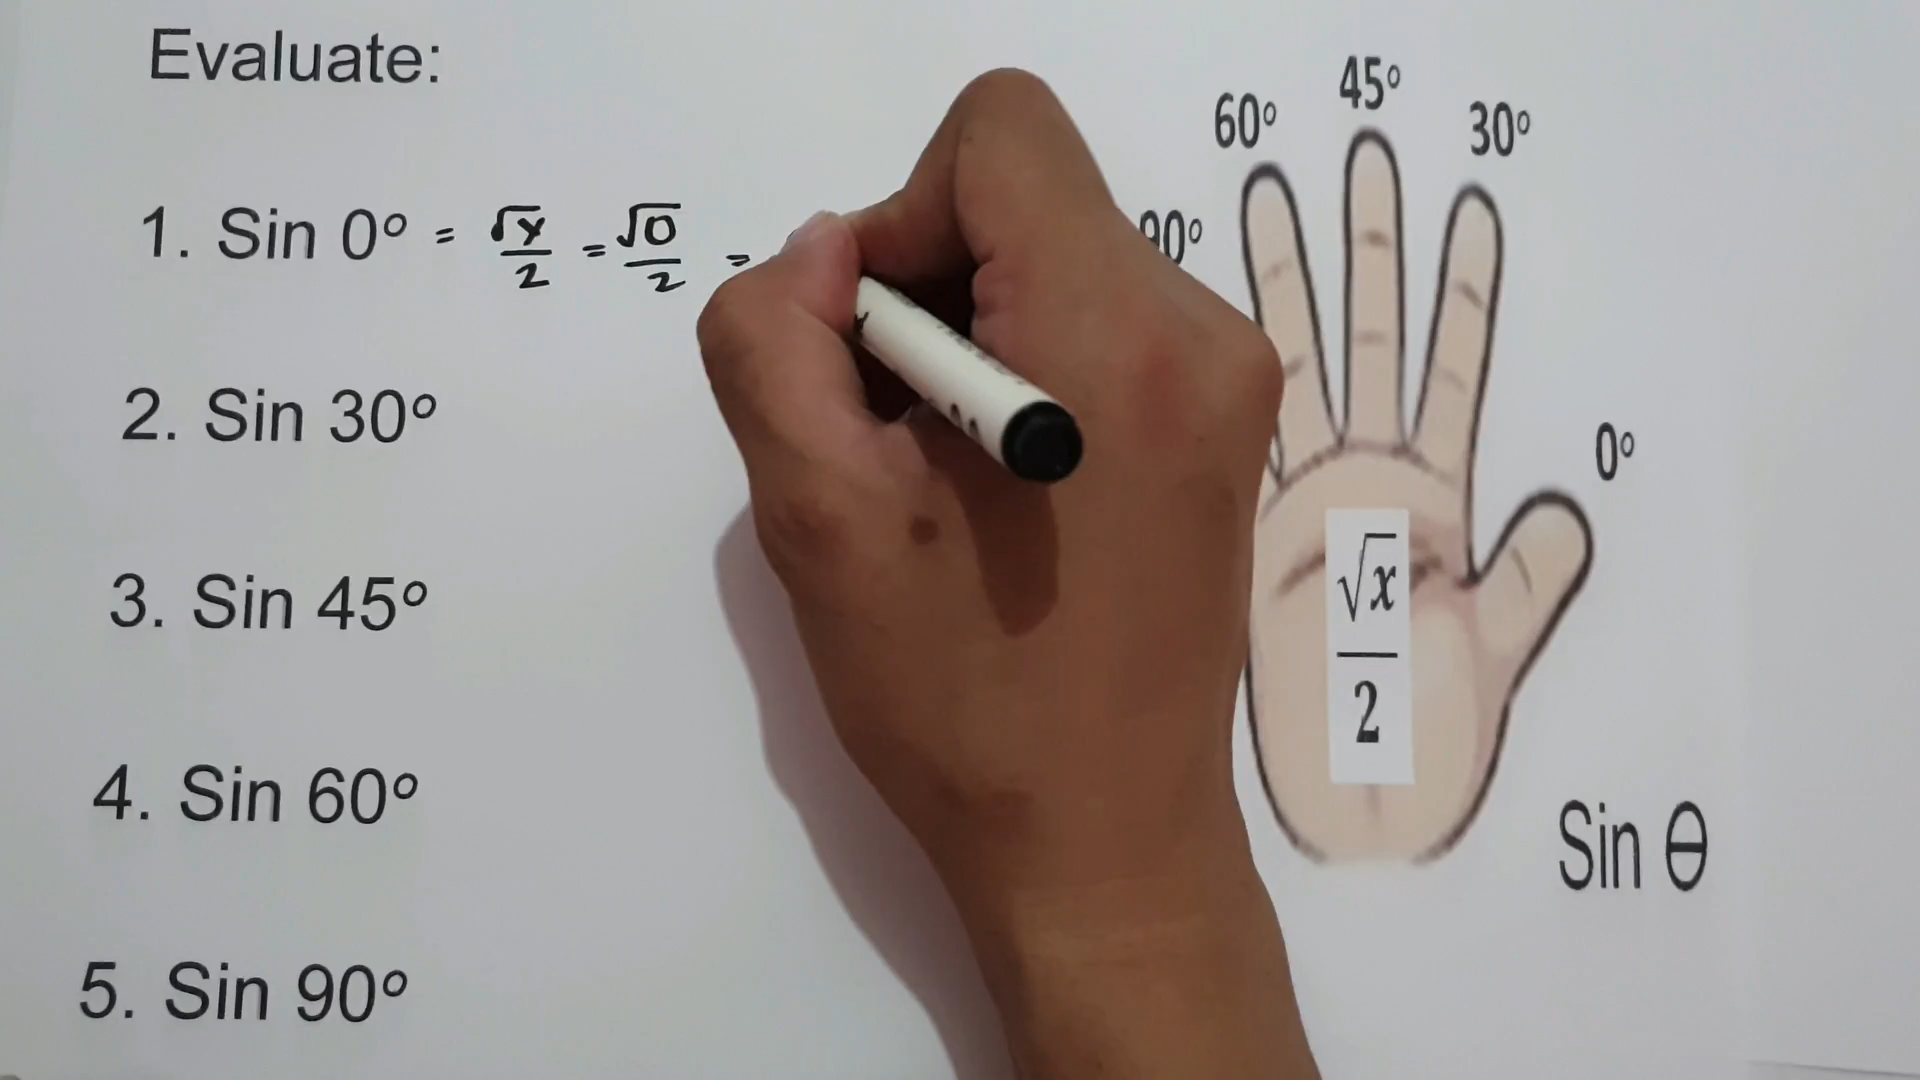 Evaluate:
1. Sin 0° = √x/2 = √0/2 =
2. Sin 30°
3. Sin 45°
4. Sin 60°
5. Sin 90°
90°
60°
45°
30°
0°
√x/2
Sin θ